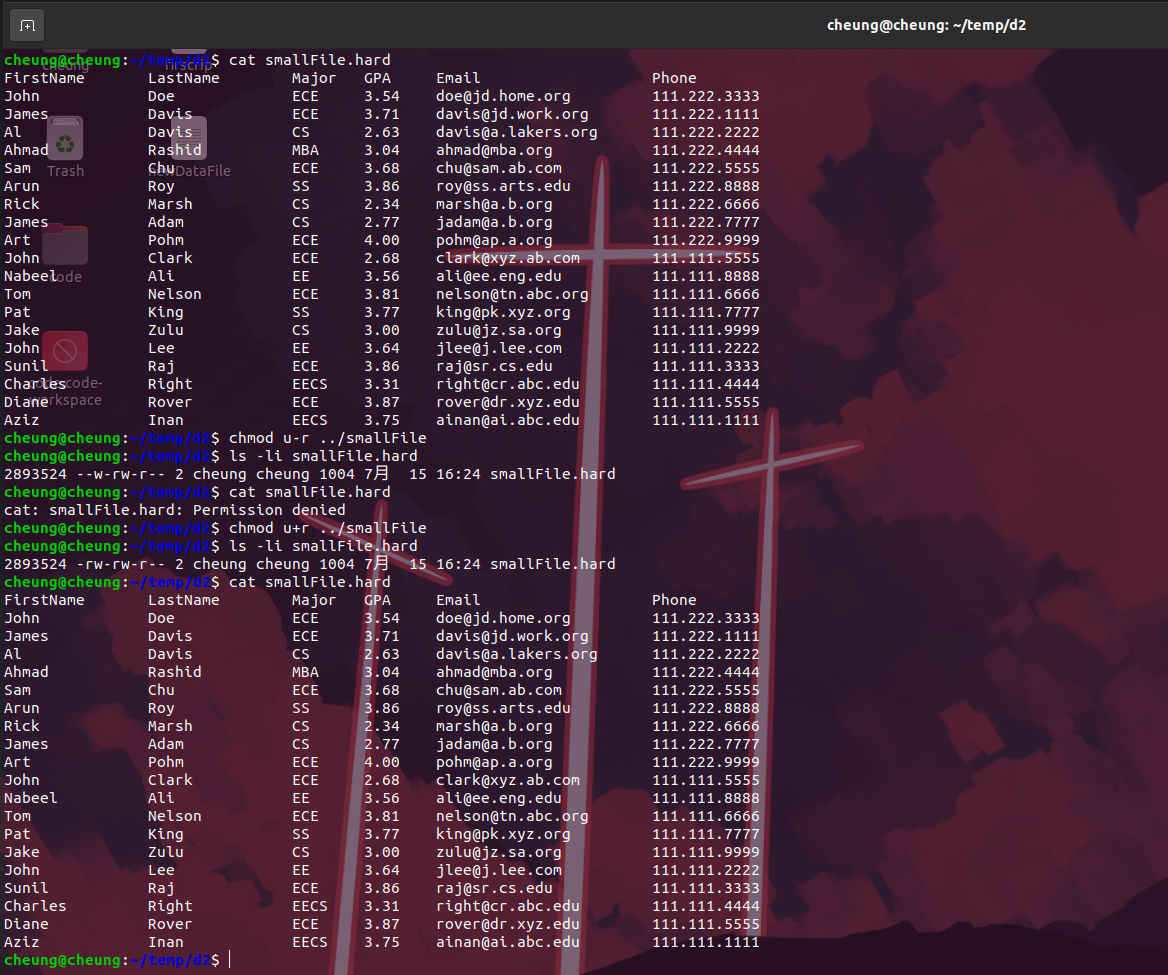 cheung@cheung: ~/temp/d2
cheung@cheung:~/temp/d2$ cat smallFile.hard
FirstName LastName Major GPA Email Phone
John Doe ECE 3.54 doe@jd.home.org 111.222.3333
James Davis ECE 3.71 davis@jd.work.org 111.222.1111
Al Davis CS 2.63 davis@a.lakers.org 111.222.2222
Ahmad Rashid MBA 3.04 ahmad@mba.org 111.222.4444
Sam Chu ECE 3.68 chu@sam.ab.com 111.222.5555
Arun Roy SS 3.86 roy@ss.arts.edu 111.222.8888
Rick Marsh CS 2.34 marsh@a.b.org 111.222.6666
James Adam CS 2.77 jadam@a.b.org 111.222.7777
Art Pohm ECE 4.00 pohm@ap.a.org 111.222.9999
John Clark ECE 2.68 clark@xyz.ab.com 111.111.5555
Nabeel Ali EE 3.56 ali@ee.eng.edu 111.111.8888
Tom Nelson ECE 3.81 nelson@tn.abc.org 111.111.6666
Pat King SS 3.77 king@pk.xyz.org 111.111.7777
Jake Zulu CS 3.00 zulu@jz.sa.org 111.111.9999
John Lee EE 3.64 jlee@j.lee.com 111.111.2222
Sunil Raj ECE 3.86 raj@sr.cs.edu 111.111.3333
Charles Right EECS 3.31 right@cr.abc.edu 111.111.4444
Diane Rover ECE 3.87 rover@dr.xyz.edu 111.111.5555
Aziz Inan EECS 3.75 ainan@ai.abc.edu 111.111.1111
cheung@cheung:~/temp/d2$ chmod u-r ../smallFile
cheung@cheung:~/temp/d2$ ls -li smallFile.hard
2893524 --w-rw-r-- 2 cheung cheung 1004 7月 15 16:24 smallFile.hard
cheung@cheung:~/temp/d2$ cat smallFile.hard
cat: smallFile.hard: Permission denied
cheung@cheung:~/temp/d2$ chmod u+r ../smallFile
cheung@cheung:~/temp/d2$ ls -li smallFile.hard
2893524 -rw-rw-r-- 2 cheung cheung 1004 7月 15 16:24 smallFile.hard
cheung@cheung:~/temp/d2$ cat smallFile.hard
FirstName LastName Major GPA Email Phone
John Doe ECE 3.54 doe@jd.home.org 111.222.3333
James Davis ECE 3.71 davis@jd.work.org 111.222.1111
Al Davis CS 2.63 davis@a.lakers.org 111.222.2222
Ahmad Rashid MBA 3.04 ahmad@mba.org 111.222.4444
Sam Chu ECE 3.68 chu@sam.ab.com 111.222.5555
Arun Roy SS 3.86 roy@ss.arts.edu 111.222.8888
Rick Marsh CS 2.34 marsh@a.b.org 111.222.6666
James Adam CS 2.77 jadam@a.b.org 111.222.7777
Art Pohm ECE 4.00 pohm@ap.a.org 111.222.9999
John Clark ECE 2.68 clark@xyz.ab.com 111.111.5555
Nabeel Ali EE 3.56 ali@ee.eng.edu 111.111.8888
Tom Nelson ECE 3.81 nelson@tn.abc.org 111.111.6666
Pat King SS 3.77 king@pk.xyz.org 111.111.7777
Jake Zulu CS 3.00 zulu@jz.sa.org 111.111.9999
John Lee EE 3.64 jlee@j.lee.com 111.111.2222
Sunil Raj ECE 3.86 raj@sr.cs.edu 111.111.3333
Charles Right EECS 3.31 right@cr.abc.edu 111.111.4444
Diane Rover ECE 3.87 rover@dr.xyz.edu 111.111.5555
Aziz Inan EECS 3.75 ainan@ai.abc.edu 111.111.1111
cheung@cheung:~/temp/d2$
cheung
Trash
newDataFile
code
code.code-
workspace